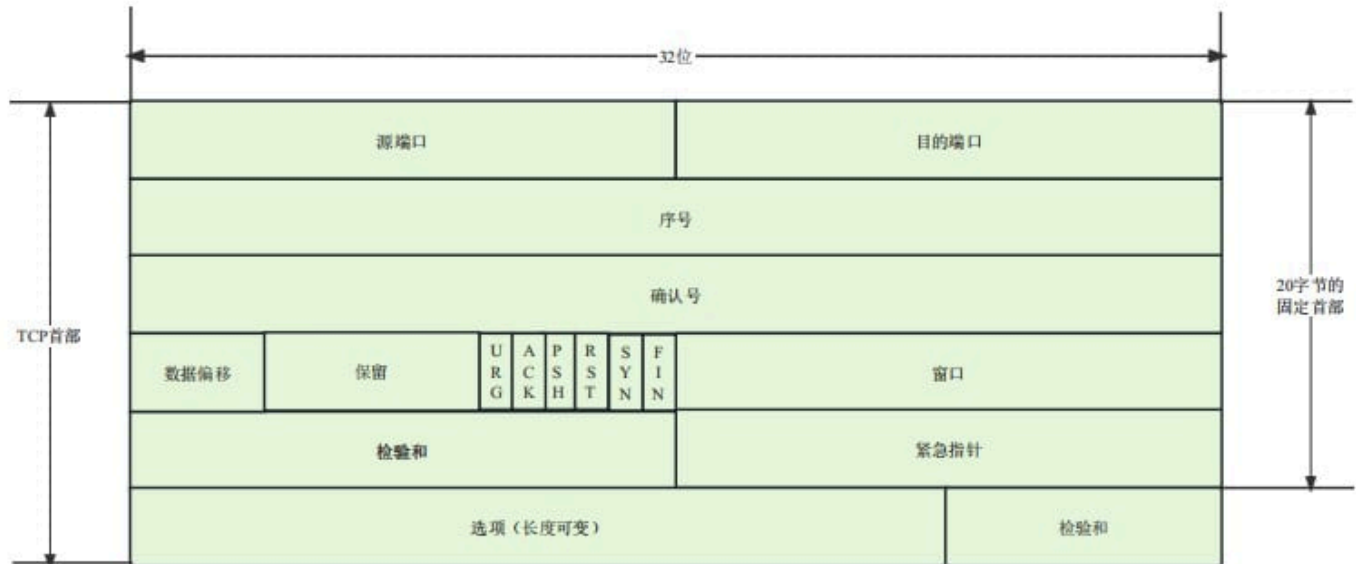 32位
源端口
目的端口
序号
确认号
TCP首部
20字节的
固定首部
数据偏移
保留
URG
ACK
PSH
RST
SYN
FIN
窗口
检验和
紧急指针
选项（长度可变）
检验和